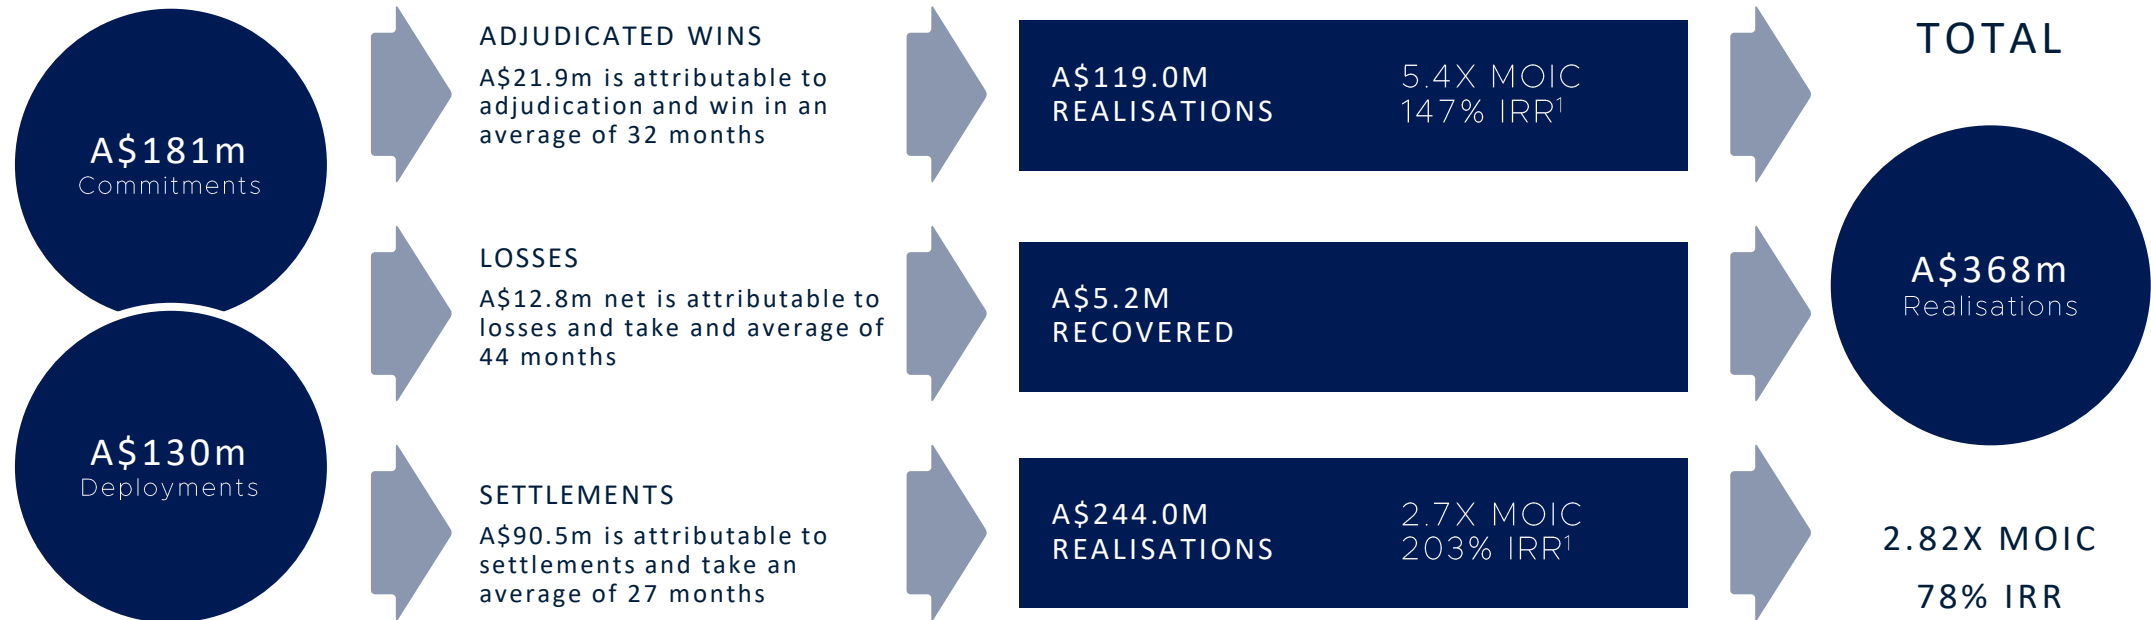 A$181m
Commitments
A$130m
Deployments
ADJUDICATED WINS
A$21.9m is attributable to
adjudication and win in an
average of 32 months
A$119.0M
REALISATIONS
5.4X MOIC
147% IRR¹
LOSSES
A$12.8m net is attributable to
losses and take and average of
44 months
A$5.2M
RECOVERED
SETTLEMENTS
A$90.5m is attributable to
settlements and take an
average of 27 months
A$244.0M
REALISATIONS
2.7X MOIC
203% IRR¹
TOTAL
A$368m
Realisations
2.82X MOIC
78% IRR